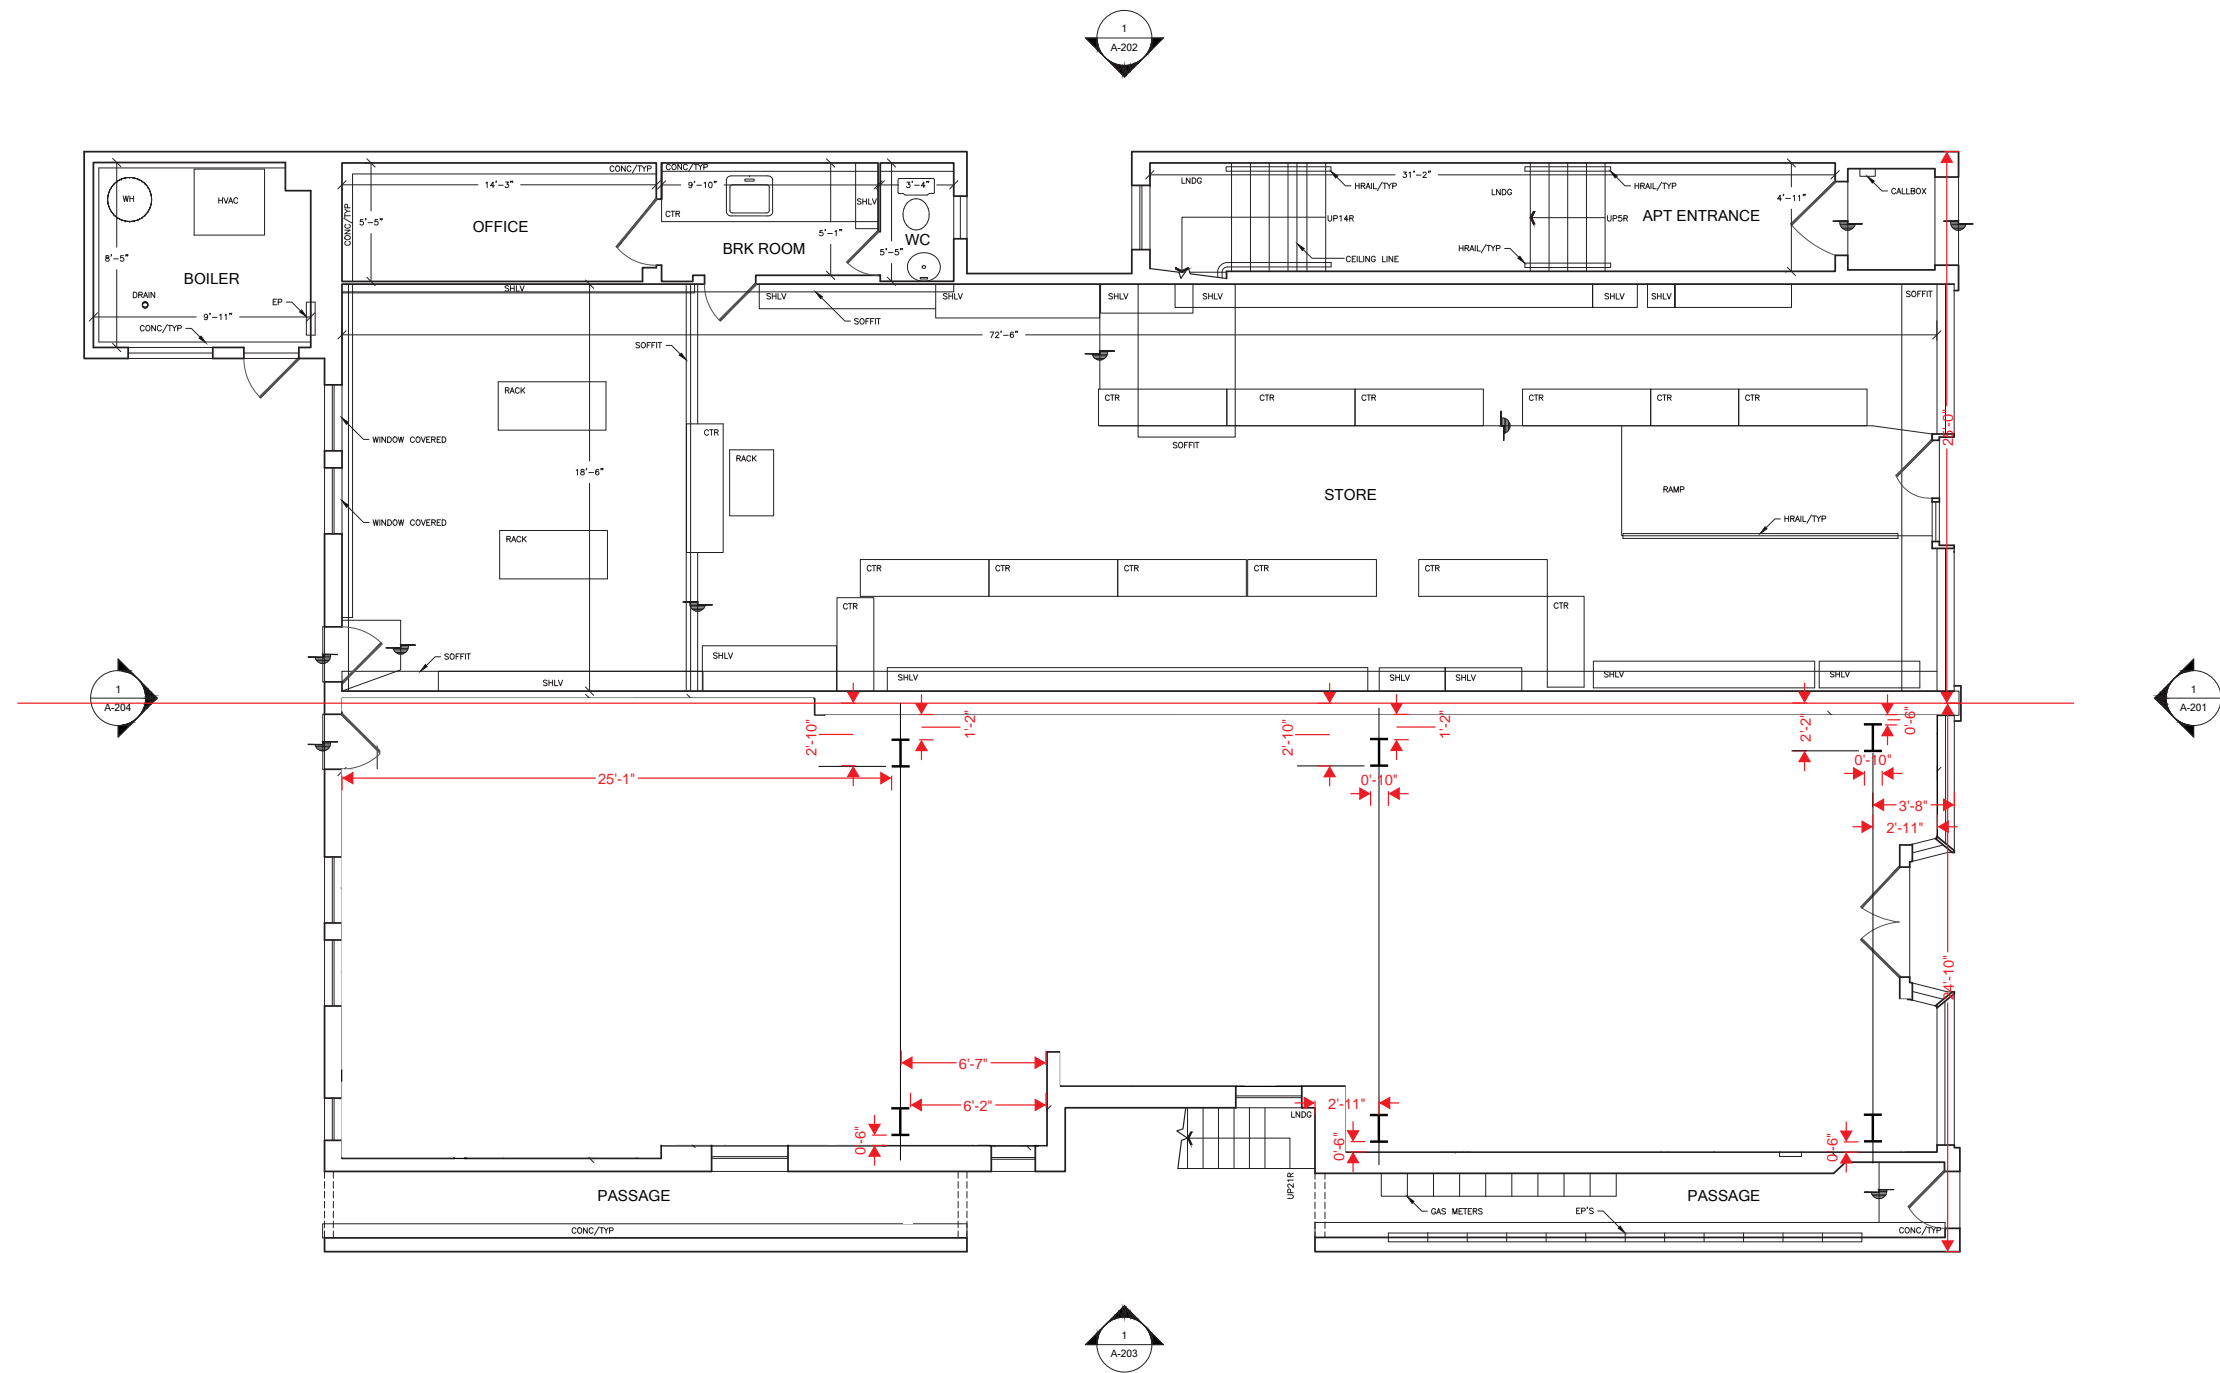 1
A-202
CONC/TYP
CONC/TYP
14'-3"
9'-10"
3'-4"
31'-2"
LNDG
HRAIL/TYP
LNDG
HRAIL/TYP
CALLBOX
WH
HVAC
CONC/TYP
5'-5"
OFFICE
CTR
SHLV
BRK ROOM
5'-1"
WC
5'-5"
UP14R
UP5R
APT ENTRANCE
4'-11"
HRAIL/TYP
CEILING LINE
8'-5"
BOILER
DRAIN
EP
9'-11"
CONC/TYP
SHLV
SHLV
SOFFIT
SHLV
SHLV
SHLV
SHLV
SHLV
SOFFIT
72'-6"
SOFFIT
RACK
CTR
CTR
CTR
CTR
CTR
CTR
WINDOW COVERED
CTR
RACK
SOFFIT
25'-0"
18'-6"
STORE
RAMP
WINDOW COVERED
HRAIL/TYP
RACK
CTR
CTR
CTR
CTR
CTR
CTR
CTR
SOFFIT
SHLV
SHLV
SHLV
SHLV
SHLV
SHLV
SHLV
1
A-204
1
A-201
2'-10"
1'-2"
2'-10"
1'-2"
2'-2"
0'-6"
25'-1"
0'-10"
0'-10"
3'-8"
2'-11"
24'-10"
6'-7"
6'-2"
0'-6"
2'-11"
LNDG
0'-6"
0'-6"
UP21R
PASSAGE
PASSAGE
GAS METERS
EP'S
CONC/TYP
CONC/TYP
1
A-203